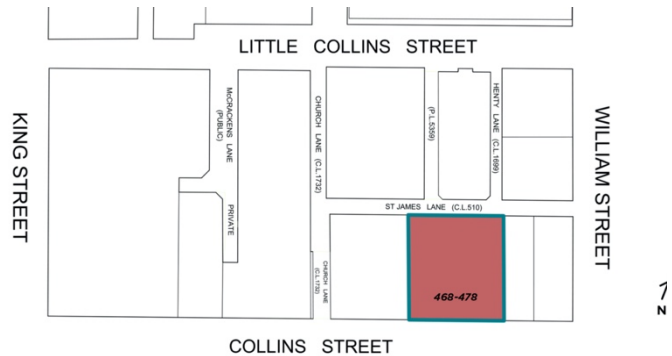 LITTLE COLLINS STREET
KING STREET
McCRACKENS LANE
(PUBLIC)
PRIVATE
CHURCH LANE (C.L.1732)
CHURCH LANE
(C.L.1732)
(P.L.5359)
HENTY LANE (C.L.1699)
WILLIAM STREET
ST JAMES LANE (C.L.510)
468-478
COLLINS STREET
N